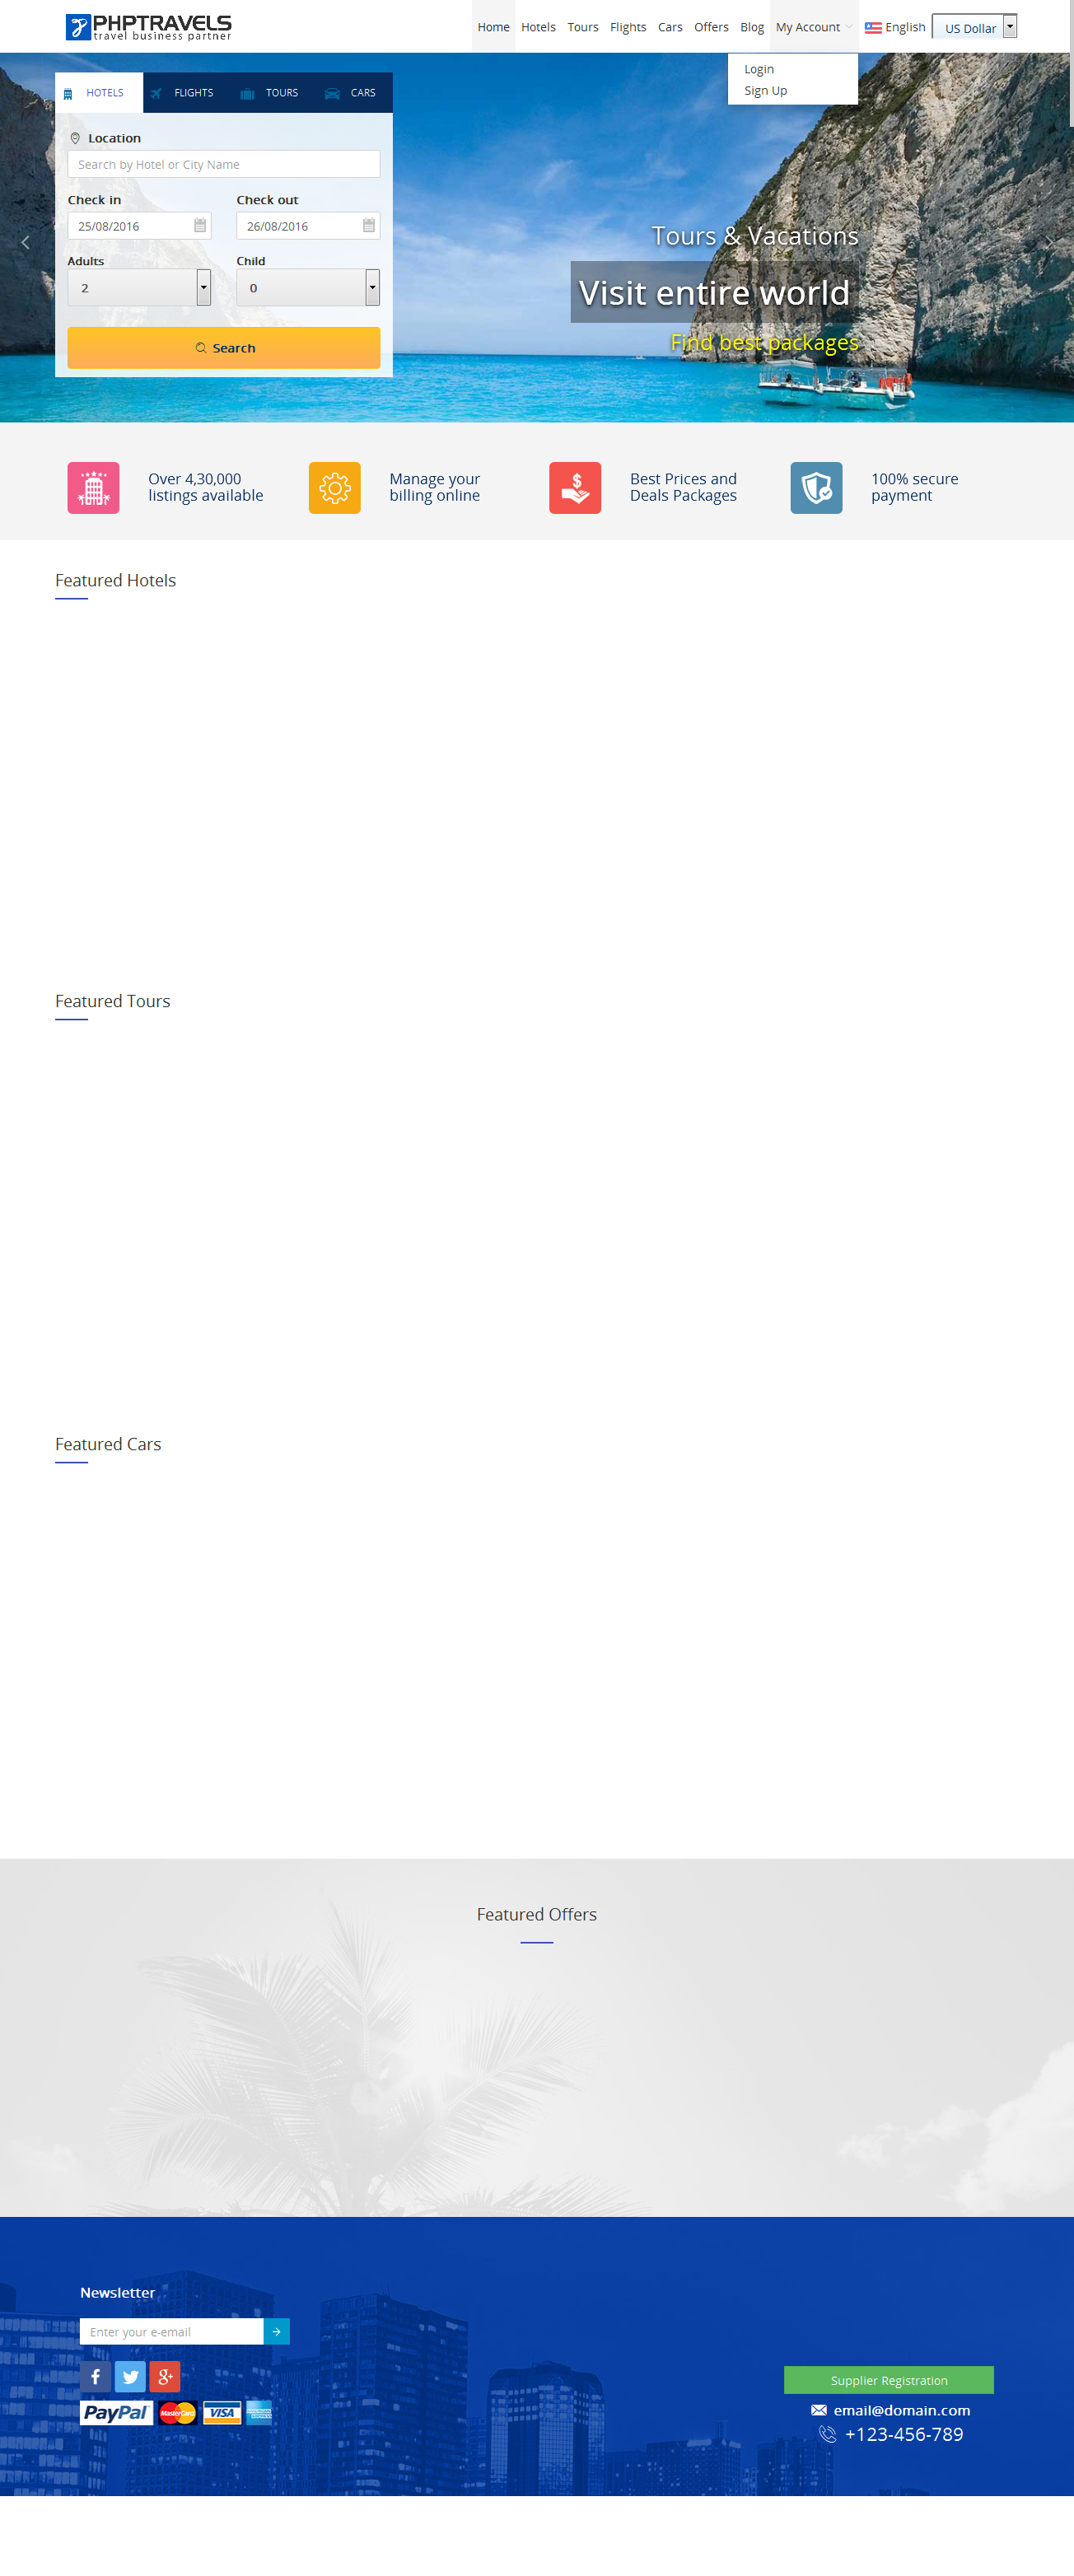 PHPTRAVELS
travel business partner
Home Hotels Tours Flights Cars Offers Blog My Account English US Dollar
Login
Sign Up
HOTELS FLIGHTS TOURS CARS
Location
Search by Hotel or City Name
Check in Check out
25/08/2016 26/08/2016
Adults Child
2 0
Search
Tours & Vacations
Visit entire world
Find best packages
Over 4,30,000
listings available
Manage your
billing online
Best Prices and
Deals Packages
100% secure
payment
Featured Hotels
Featured Tours
Featured Cars
Featured Offers
Newsletter
Enter your e-email
PayPal MasterCard VISA
Supplier Registration
email@domain.com
+123-456-789